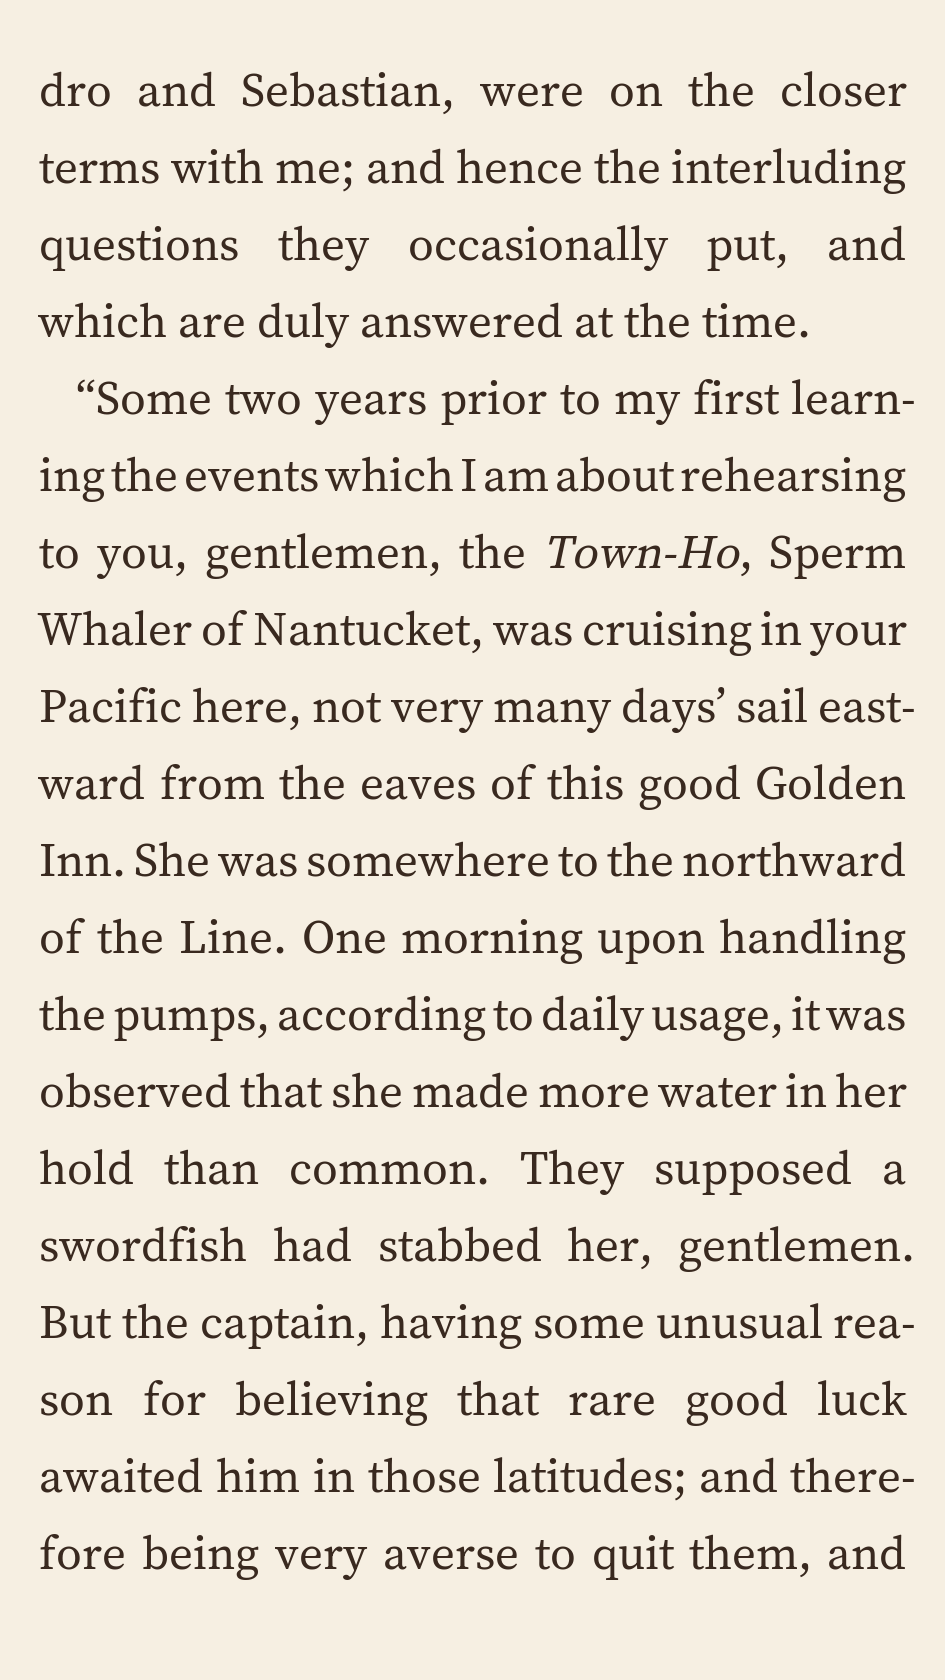 dro and Sebastian, were on the closer
terms with me; and hence the interluding
questions they occasionally put, and
which are duly answered at the time.
“Some two years prior to my first learn-
ing the events which I am about rehearsing
to you, gentlemen, the Town-Ho, Sperm
Whaler of Nantucket, was cruising in your
Pacific here, not very many days’ sail east-
ward from the eaves of this good Golden
Inn. She was somewhere to the northward
of the Line. One morning upon handling
the pumps, according to daily usage, it was
observed that she made more water in her
hold than common. They supposed a
swordfish had stabbed her, gentlemen.
But the captain, having some unusual rea-
son for believing that rare good luck
awaited him in those latitudes; and there-
fore being very averse to quit them, and